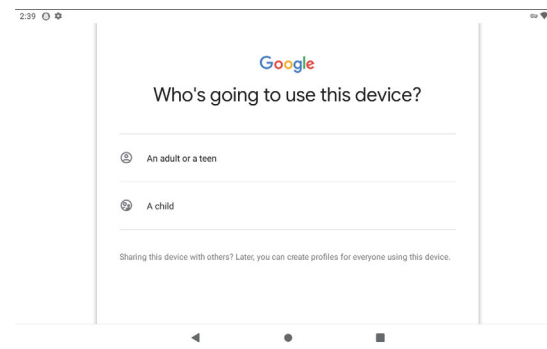 2:39
Google
Who's going to use this device?
An adult or a teen
A child
Sharing this device with others? Later, you can create profiles for everyone using this device.